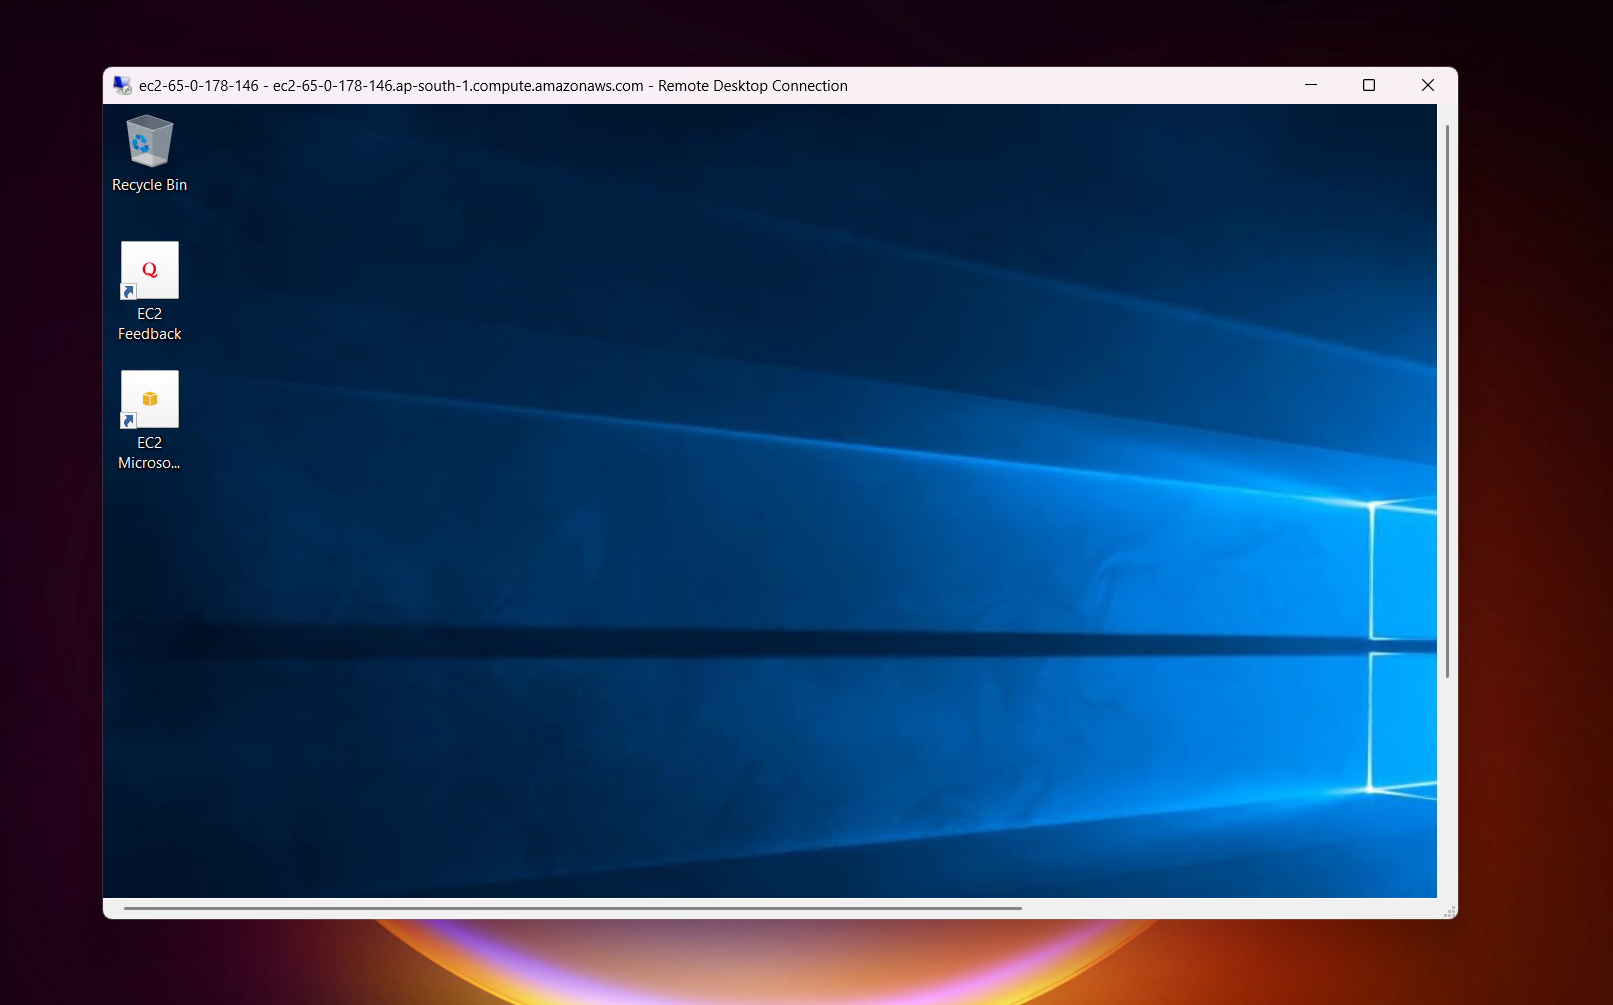 ec2-65-0-178-146 - ec2-65-0-178-146.ap-south-1.compute.amazonaws.com - Remote Desktop Connection
Recycle Bin
Q
EC2
Feedback
EC2
Microso...